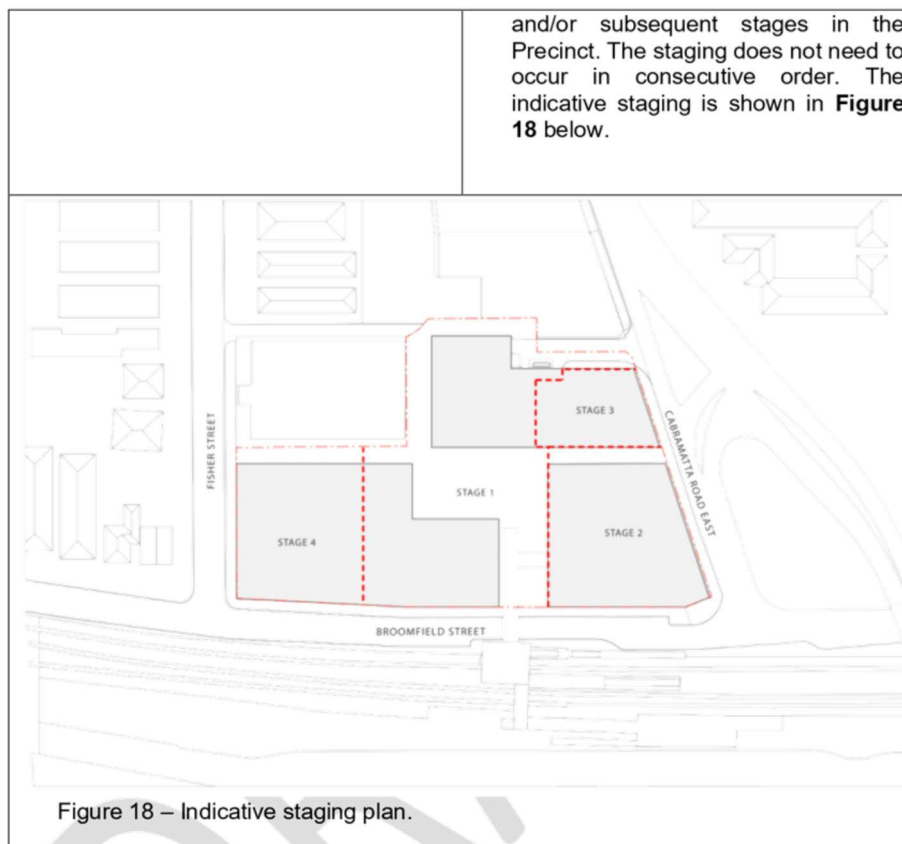 and/or subsequent stages in the
Precinct. The staging does not need to
occur in consecutive order. The
indicative staging is shown in Figure
18 below.
STAGE 3
FISHER STREET
CABRAMATTA ROAD EAST
STAGE 1
STAGE 2
STAGE 4
BROOMFIELD STREET
Figure 18 – Indicative staging plan.